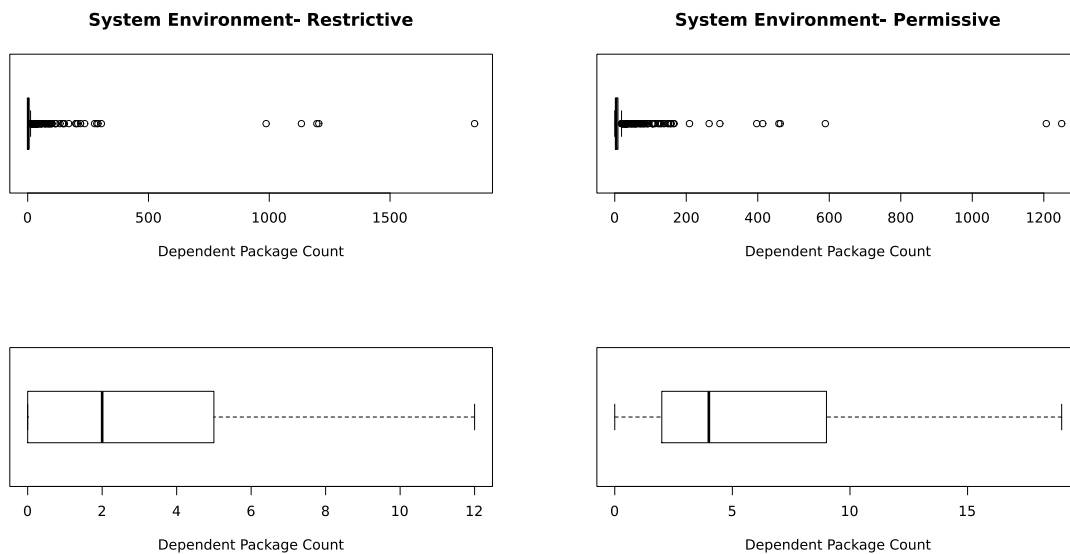 System Environment- Restrictive
0 500 1000 1500
Dependent Package Count
System Environment- Permissive
0 200 400 600 800 1000 1200
Dependent Package Count
0 2 4 6 8 10 12
Dependent Package Count
0 5 10 15
Dependent Package Count